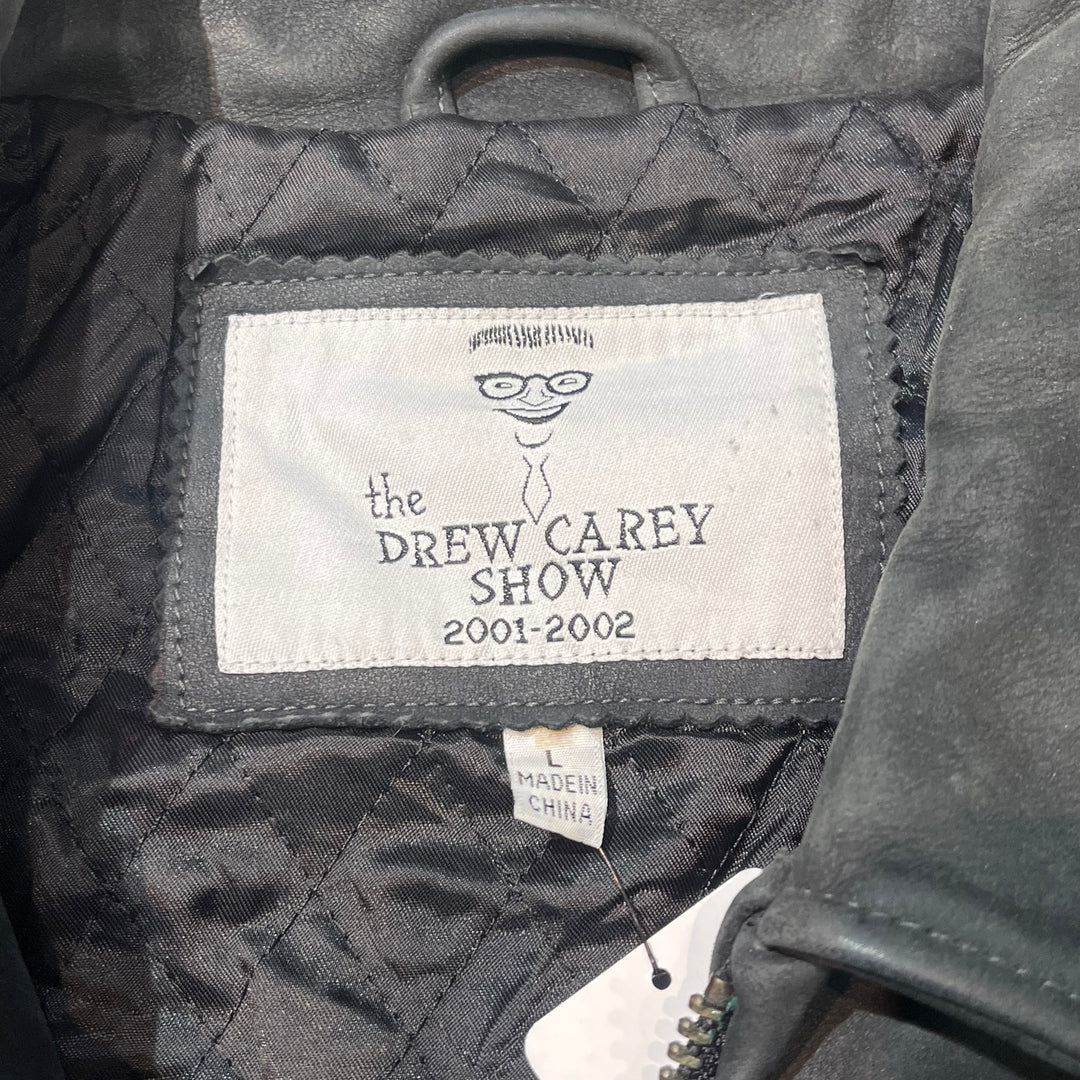 the
DREW CAREY
SHOW
2001-2002
L
MADE IN
CHINA